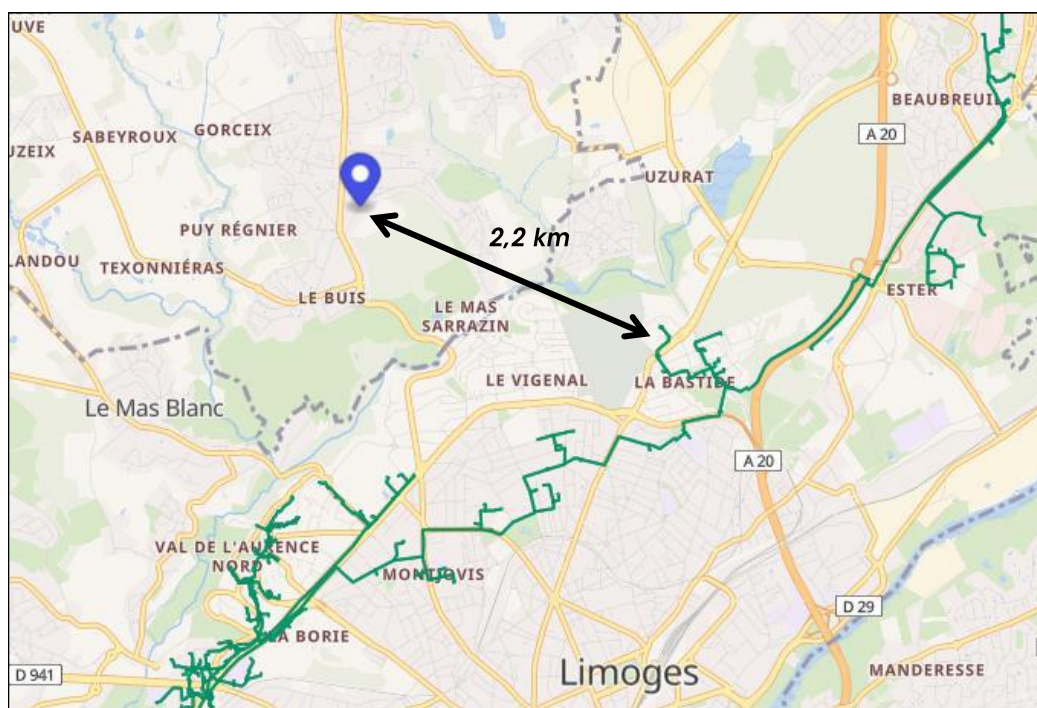 UVE
SABEYROUX
GORCEIX
UZEIX
BEAUBREUIL
A 20
UZURAT
2,2 km
PUY RÉGNIER
LANDOU
TEXONNIÉRAS
LE BUIS
ESTER
LE MAS
SARRAZIN
LE VIGENAL
LA BASTIDE
Le Mas Blanc
A 20
VAL DE L'AURENCE
NORD
MONTJOVIS
D 29
LA BORIE
D 941
Limoges
MANDERESSE